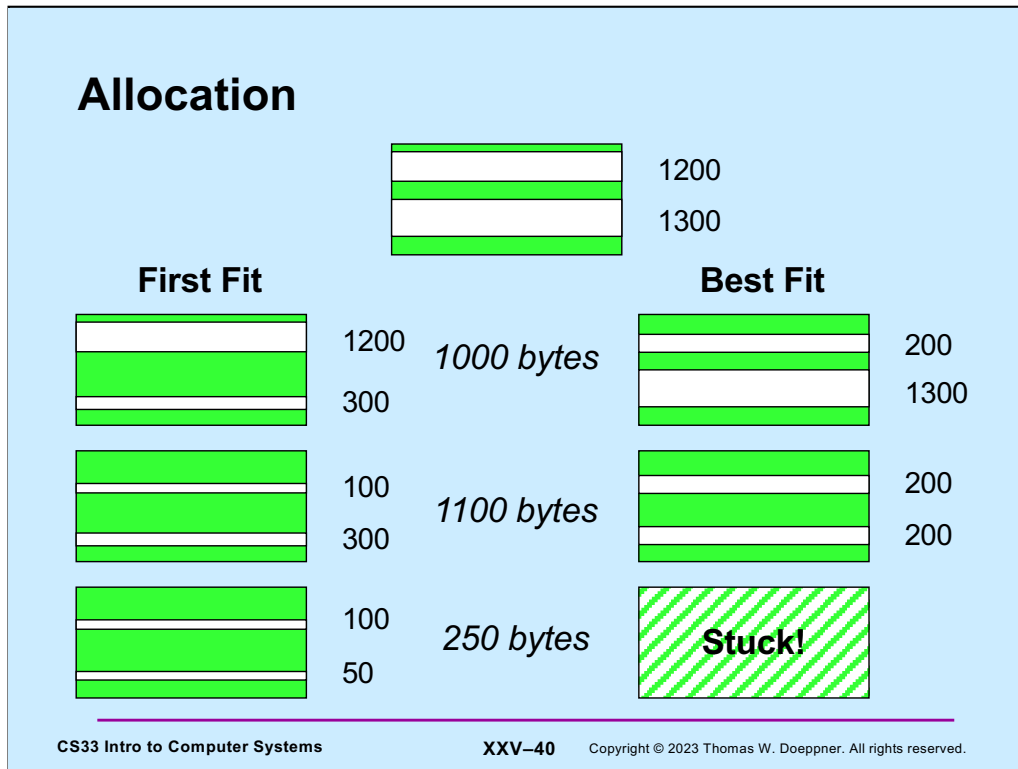 Allocation
1200
1300
First Fit
Best Fit
1200
300
1000 bytes
200
1300
100
300
1100 bytes
200
200
100
50
250 bytes
Stuck!
CS33 Intro to Computer Systems
XXV–40
Copyright © 2023 Thomas W. Doeppner. All rights reserved.